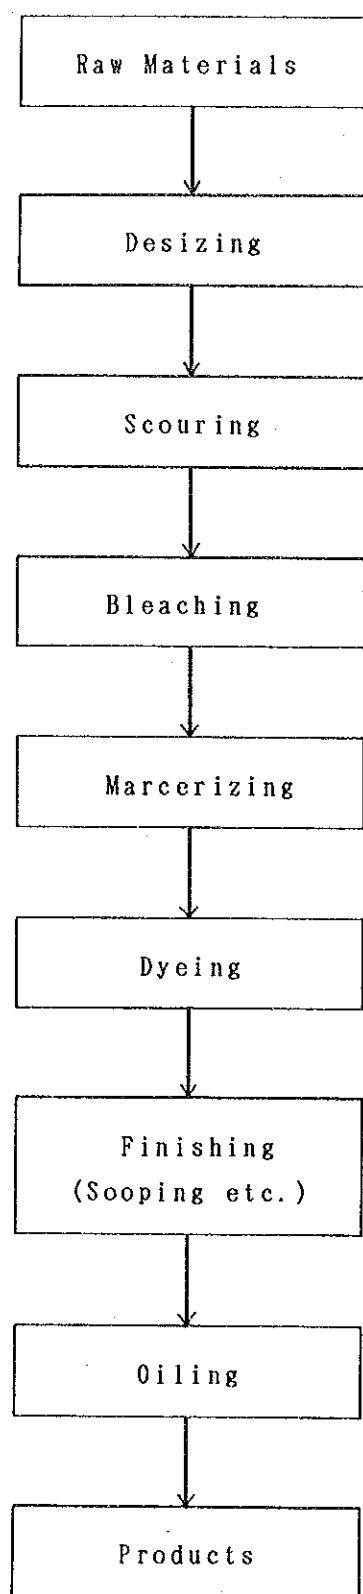 Raw Materials
Desizing
Scouring
Bleaching
Marcerizing
Dyeing
Finishing
(Sooping etc.)
Oiling
Products